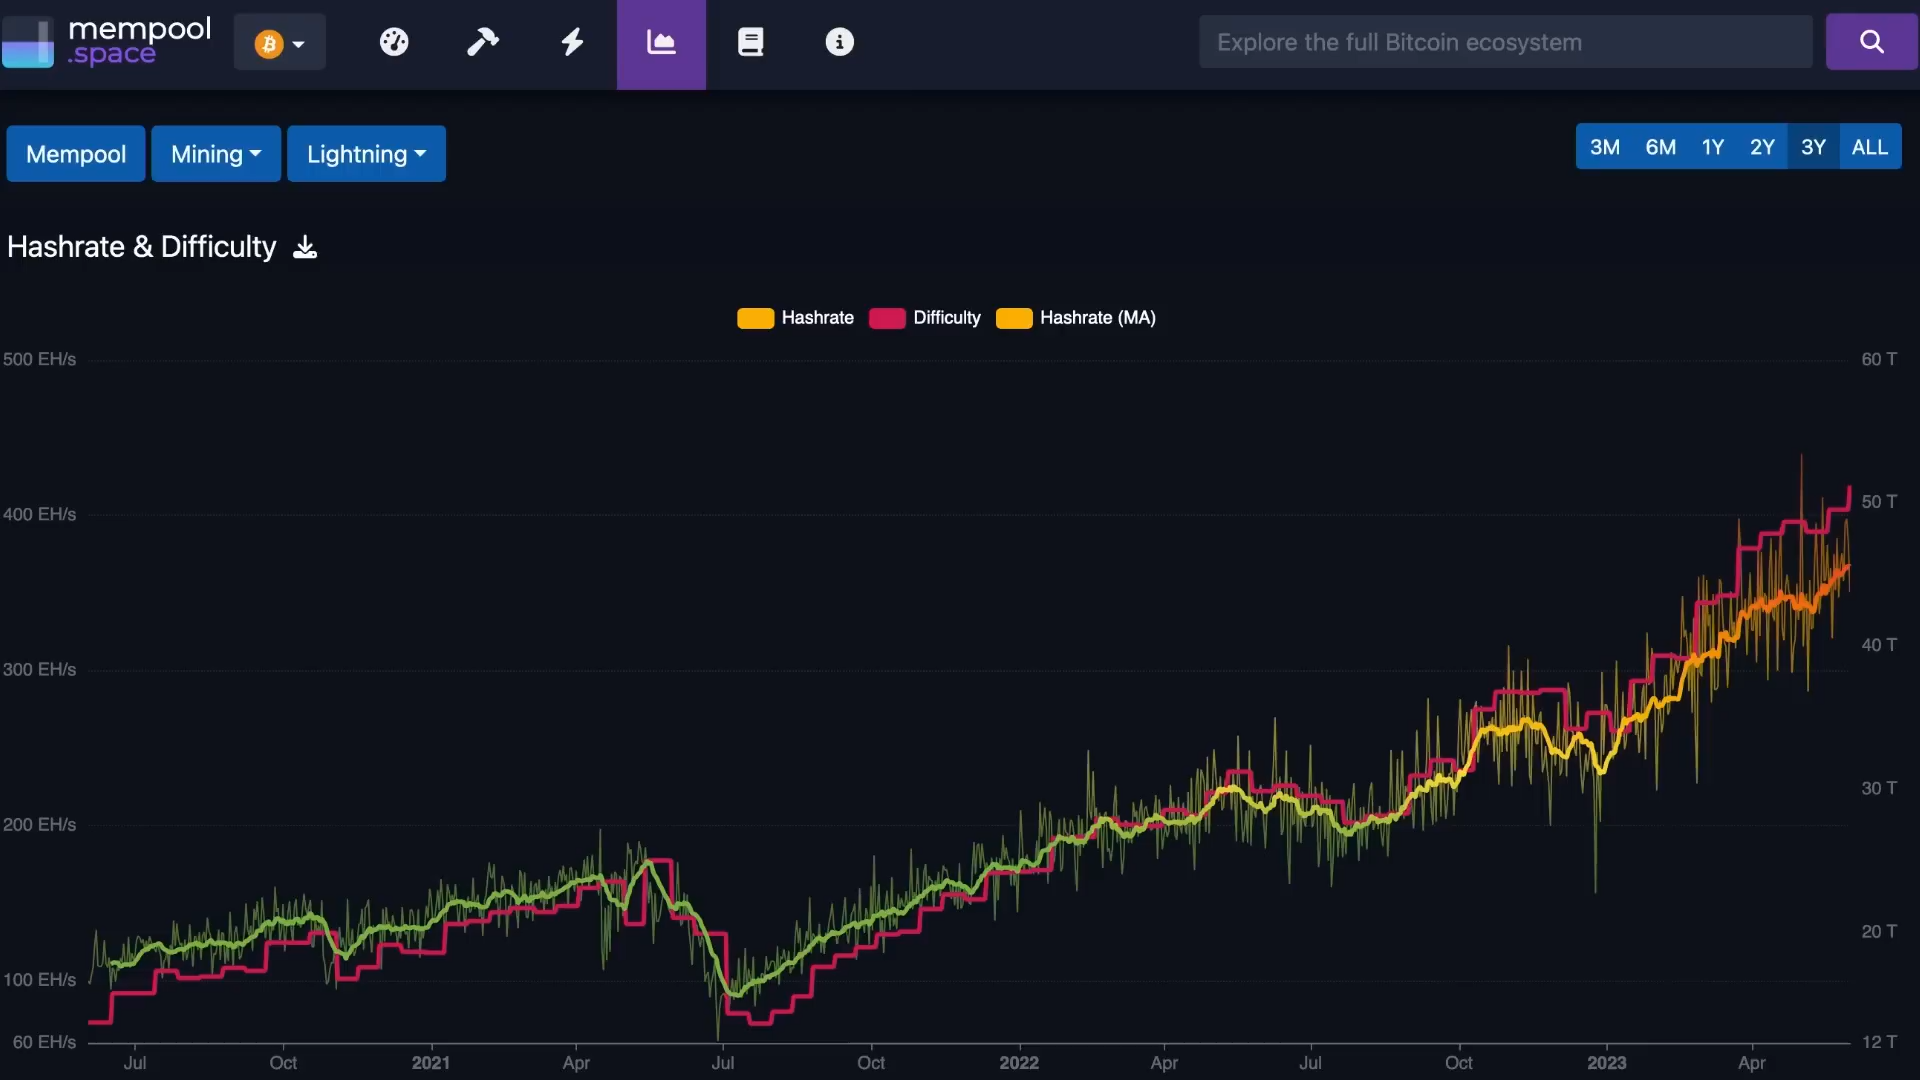 mempool
.space
Explore the full Bitcoin ecosystem
Mempool
Mining
Lightning
3M 6M 1Y 2Y 3Y ALL
Hashrate & Difficulty
Hashrate Difficulty Hashrate (MA)
500 EH/s 60 T
400 EH/s 50 T
300 EH/s 40 T
200 EH/s 30 T
100 EH/s 20 T
60 EH/s 12 T
Jul Oct 2021 Apr Jul Oct 2022 Apr Jul Oct 2023 Apr